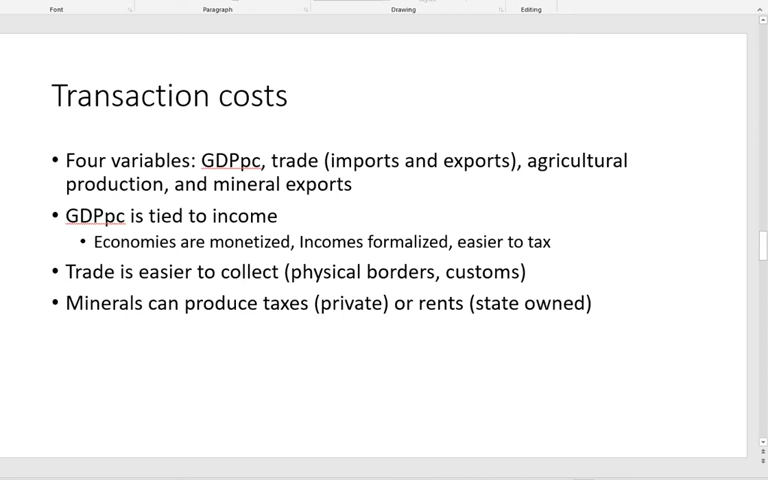 Font Paragraph Drawing Editing
Transaction costs
• Four variables: GDPpc, trade (imports and exports), agricultural
production, and mineral exports
• GDPpc is tied to income
• Economies are monetized, Incomes formalized, easier to tax
• Trade is easier to collect (physical borders, customs)
• Minerals can produce taxes (private) or rents (state owned)